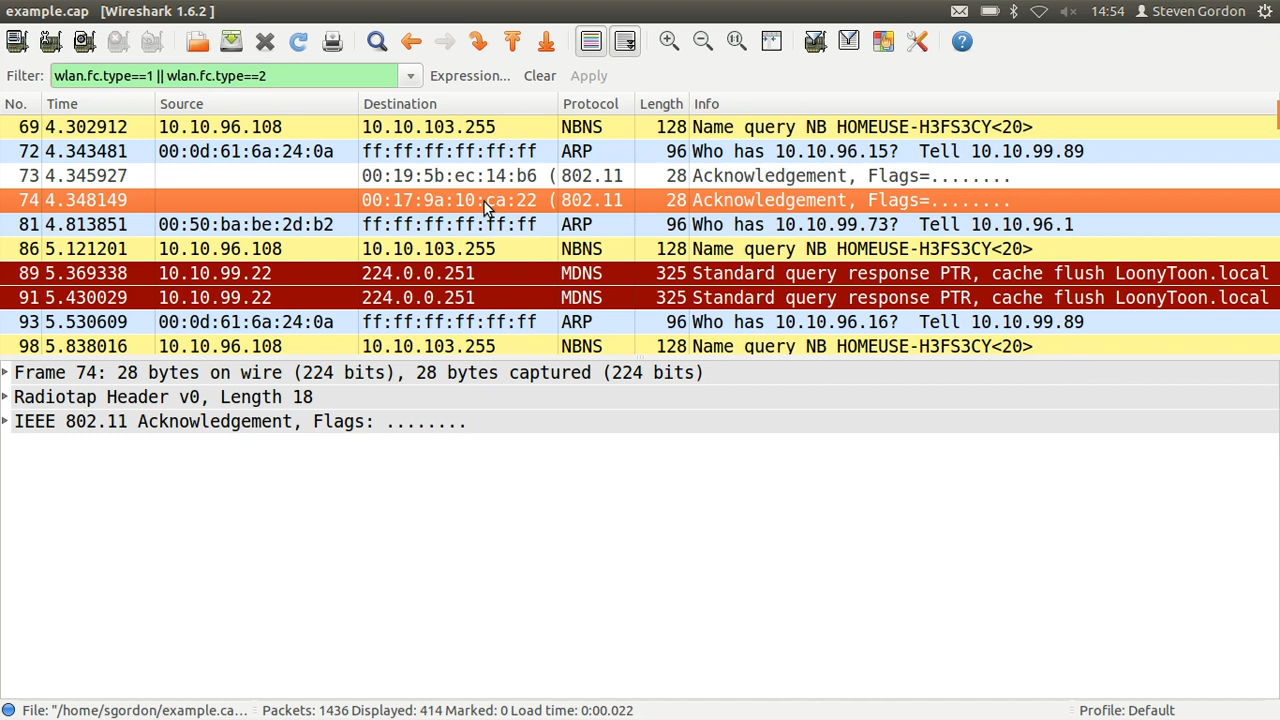 example.cap [Wireshark 1.6.2 ] 14:54 Steven Gordon
Filter: wlan.fc.type==1 || wlan.fc.type==2 Expression... Clear Apply
No. Time Source Destination Protocol Length Info
69 4.302912 10.10.96.108 10.10.103.255 NBNS 128 Name query NB HOMEUSE-H3FS3CY<20>
72 4.343481 00:0d:61:6a:24:0a ff:ff:ff:ff:ff:ff ARP 96 Who has 10.10.96.15? Tell 10.10.99.89
73 4.345927 00:19:5b:ec:14:b6 ( 802.11 28 Acknowledgement, Flags=........
74 4.348149 00:17:9a:10:ca:22 ( 802.11 28 Acknowledgement, Flags=........
81 4.813851 00:50:ba:be:2d:b2 ff:ff:ff:ff:ff:ff ARP 96 Who has 10.10.99.73? Tell 10.10.96.1
86 5.121201 10.10.96.108 10.10.103.255 NBNS 128 Name query NB HOMEUSE-H3FS3CY<20>
89 5.369338 10.10.99.22 224.0.0.251 MDNS 325 Standard query response PTR, cache flush LoonyToon.local
91 5.430029 10.10.99.22 224.0.0.251 MDNS 325 Standard query response PTR, cache flush LoonyToon.local
93 5.530609 00:0d:61:6a:24:0a ff:ff:ff:ff:ff:ff ARP 96 Who has 10.10.96.16? Tell 10.10.99.89
98 5.838016 10.10.96.108 10.10.103.255 NBNS 128 Name query NB HOMEUSE-H3FS3CY<20>
Frame 74: 28 bytes on wire (224 bits), 28 bytes captured (224 bits)
Radiotap Header v0, Length 18
IEEE 802.11 Acknowledgement, Flags: ........
File: "/home/sgordon/example.ca... Packets: 1436 Displayed: 414 Marked: 0 Load time: 0:00.022 Profile: Default